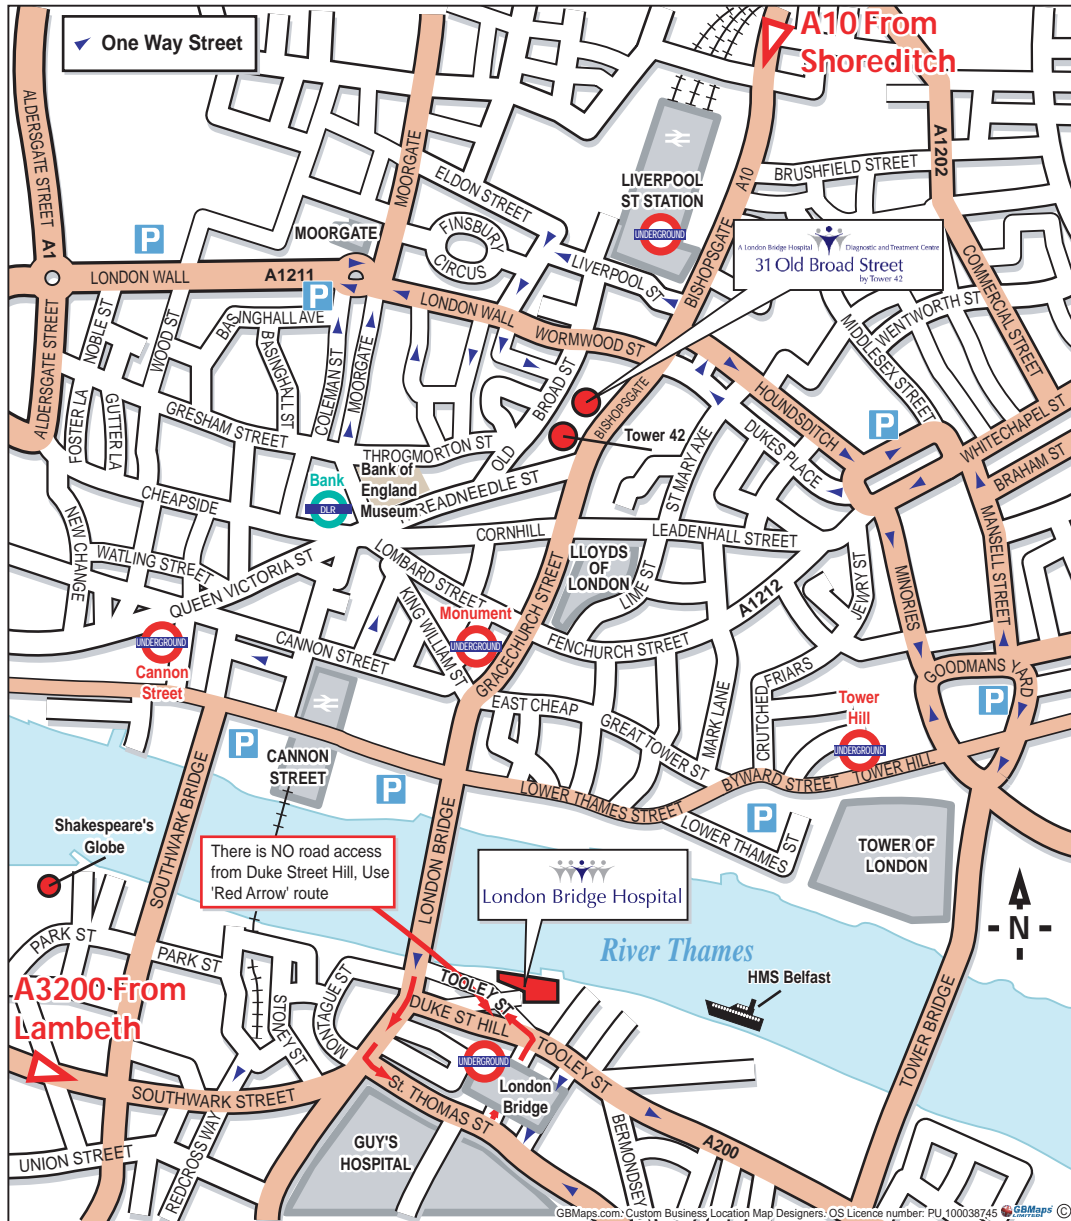 One Way Street
A10 From
Shoreditch
ALDERSGATE STREET
MOORGATE
A10
A1202
BRUSHFIELD STREET
ELDON STREET
LIVERPOOL
ST STATION
UNDERGROUND
FINSBURY
CIRCUS
MOORGATE
P
A1
LONDON WALL
A1211
P
LIVERPOOL ST
BISHOPSGATE
A London Bridge Hospital
Diagnostic and Treatment Centre
31 Old Broad Street
by Tower 42
COMMERCIAL STREET
WENTWORTH ST
MIDDLESEX STREET
LONDON WALL
WORMWOOD ST
NOBLE ST
WOOD ST
BASINGHALL AVE
BASINGHALL ST
COLEMAN ST
MOORGATE
ALDERSGATE STREET
FOSTER LA
GUTTER LA
GRESHAM STREET
OLD BROAD ST
BISHOPSGATE
Tower 42
HOUNDSDITCH
DUKES PLACE
ST MARY AXE
P
WHITECHAPEL ST
BRAHAM ST
THROGMORTON ST
Bank of
England
Museum
THREADNEEDLE ST
Bank
DLR
CHEAPSIDE
NEW CHANGE
WATLING STREET
QUEEN VICTORIA ST
CORNHILL
LEADENHALL STREET
LLOYDS
OF
LONDON
LIME ST
LOMBARD STREET
KING WILLIAM ST
GRACECHURCH STREET
A1212
JEWRY ST
MINORIES
MANSELL STREET
Monument
UNDERGROUND
FENCHURCH STREET
UNDERGROUND
Cannon
Street
CANNON STREET
GOODMANS YARD
P
CRUTCHED FRIARS
MARK LANE
EAST CHEAP
GREAT TOWER ST
Tower
Hill
UNDERGROUND
P
CANNON
STREET
P
LOWER THAMES STREET
BYWARD STREET
TOWER HILL
P
LOWER THAMES ST
TOWER OF
LONDON
SOUTHWARK BRIDGE
LONDON BRIDGE
Shakespeare's
Globe
There is NO road access
from Duke Street Hill, Use
'Red Arrow' route
London Bridge Hospital
N
River Thames
HMS Belfast
TOWER BRIDGE
PARK ST
PARK ST
STONEY ST
MONTAGUE ST
TOOLEY ST
DUKE ST HILL
TOOLEY ST
A3200 From
Lambeth
UNDERGROUND
London
Bridge
SOUTHWARK STREET
St. THOMAS ST
GUY'S
HOSPITAL
UNION STREET
REDCROSS WAY
BERMONDSEY
A200
GBMaps.com: Custom Business Location Map Designers. OS Licence number: PU 100038745 GBMaps LIMITED ©